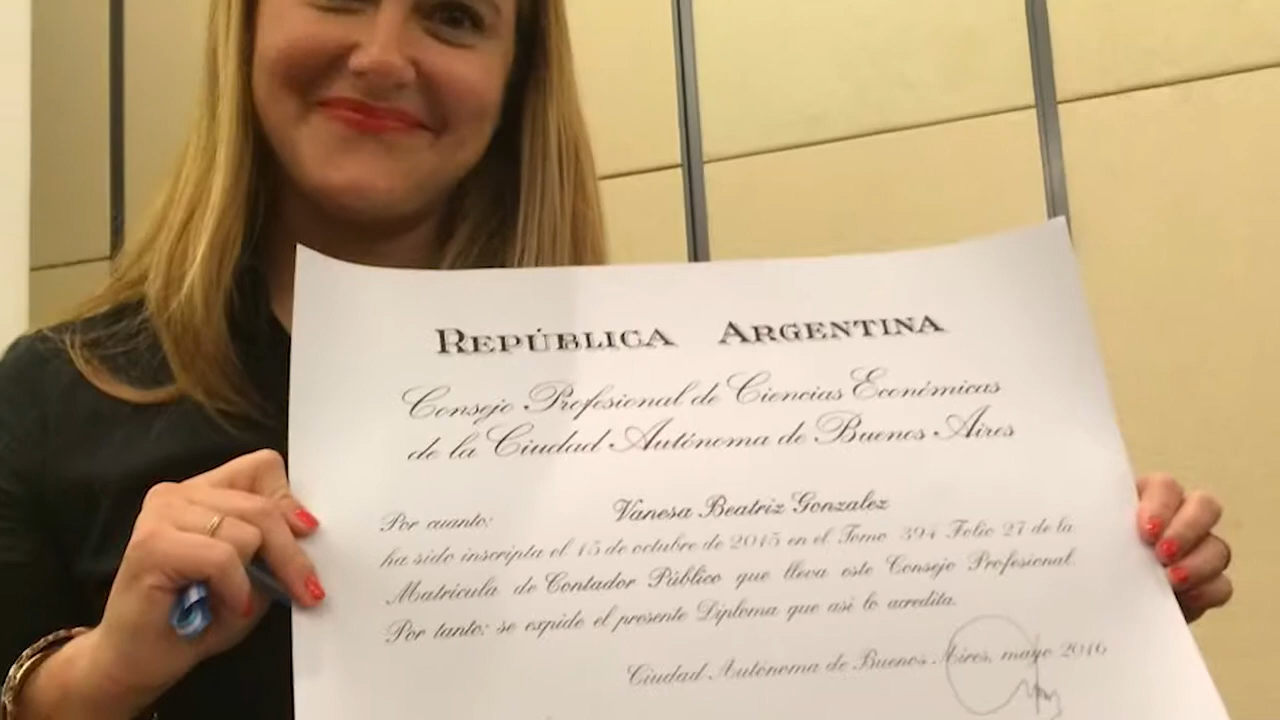 REPÚBLICA ARGENTINA
Consejo Profesional de Ciencias Económicas
de la Ciudad Autónoma de Buenos Aires
Por cuanto: Vanesa Beatriz Gonzalez
ha sido inscripta el 15 de octubre de 2015 en el Tomo 394 Folio 27 de la
Matrícula de Contador Público que lleva este Consejo Profesional.
Por tanto: se expide el presente Diploma que así lo acredita.
Ciudad Autónoma de Buenos Aires, mayo 2016